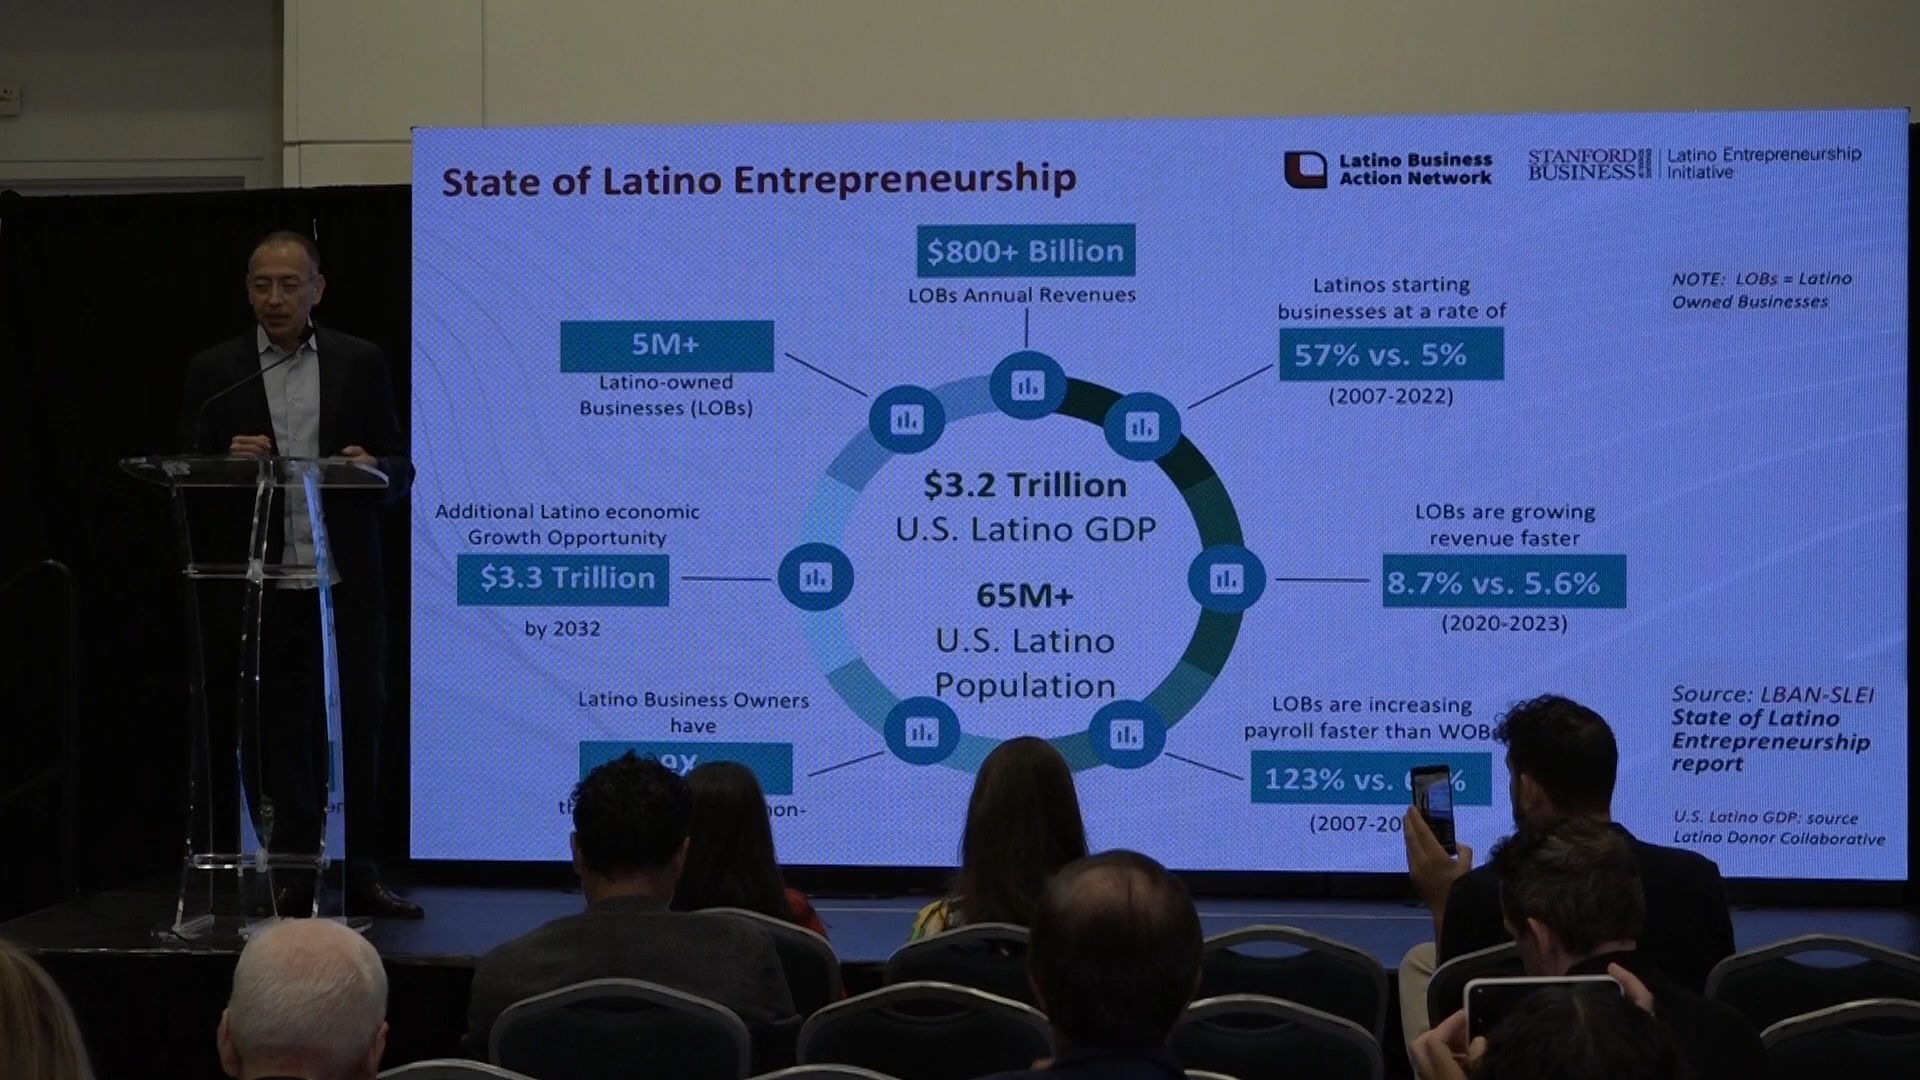 State of Latino Entrepreneurship
Latino Business
Action Network
STANFORD
BUSINESS
Latino Entrepreneurship
Initiative
$800+ Billion
LOBs Annual Revenues
5M+
Latino-owned
Businesses (LOBs)
Latinos starting
businesses at a rate of
57% vs. 5%
(2007-2022)
NOTE: LOBs = Latino
Owned Businesses
$3.2 Trillion
U.S. Latino GDP
65M+
U.S. Latino
Population
Additional Latino economic
Growth Opportunity
$3.3 Trillion
by 2032
LOBs are growing
revenue faster
8.7% vs. 5.6%
(2020-2023)
Latino Business Owners
have
9X
LOBs are increasing
payroll faster than
123% vs.
Source: LBAN-SLEI
State of Latino
Entrepreneurship
report
U.S. Latino GDP: source
Latino Donor Collaborative